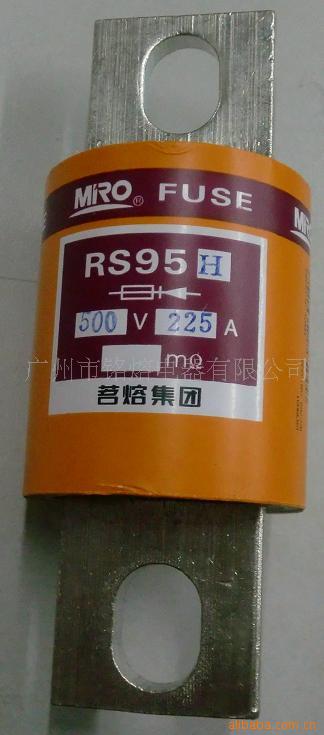 MIRO® FUSE
RS95 H
500 V 225 A
mΩ
广州市铭熔电器有限公司
茗熔集团
alibaba.com.cn